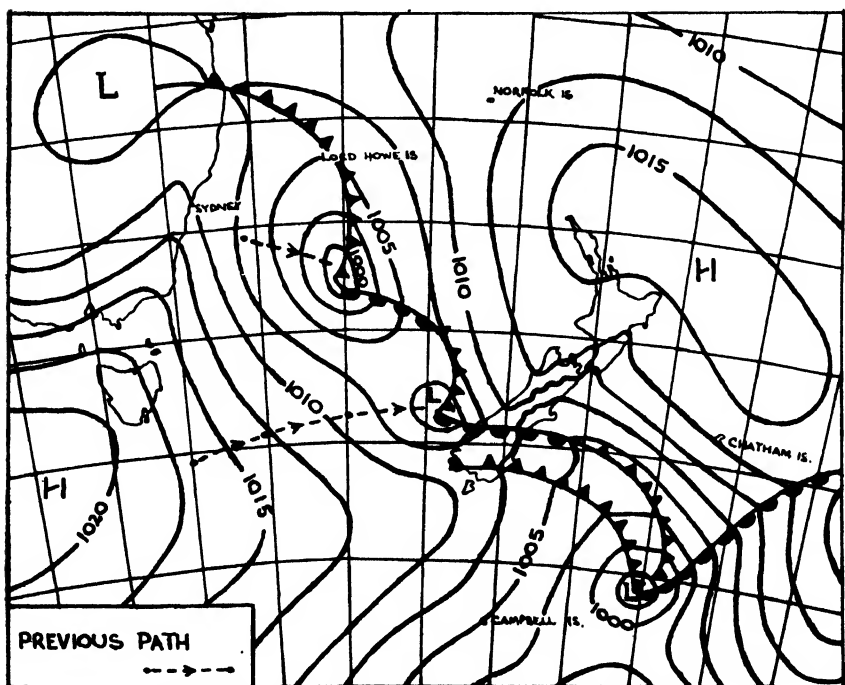 1010
L
NORFOLK IS
1015
LORD HOWE IS
SYDNEY
1005
1000
H
1010
L
1010
CHATHAM IS.
H
1015
1020
1005
L
1000
CAMPBELL IS.
PREVIOUS PATH